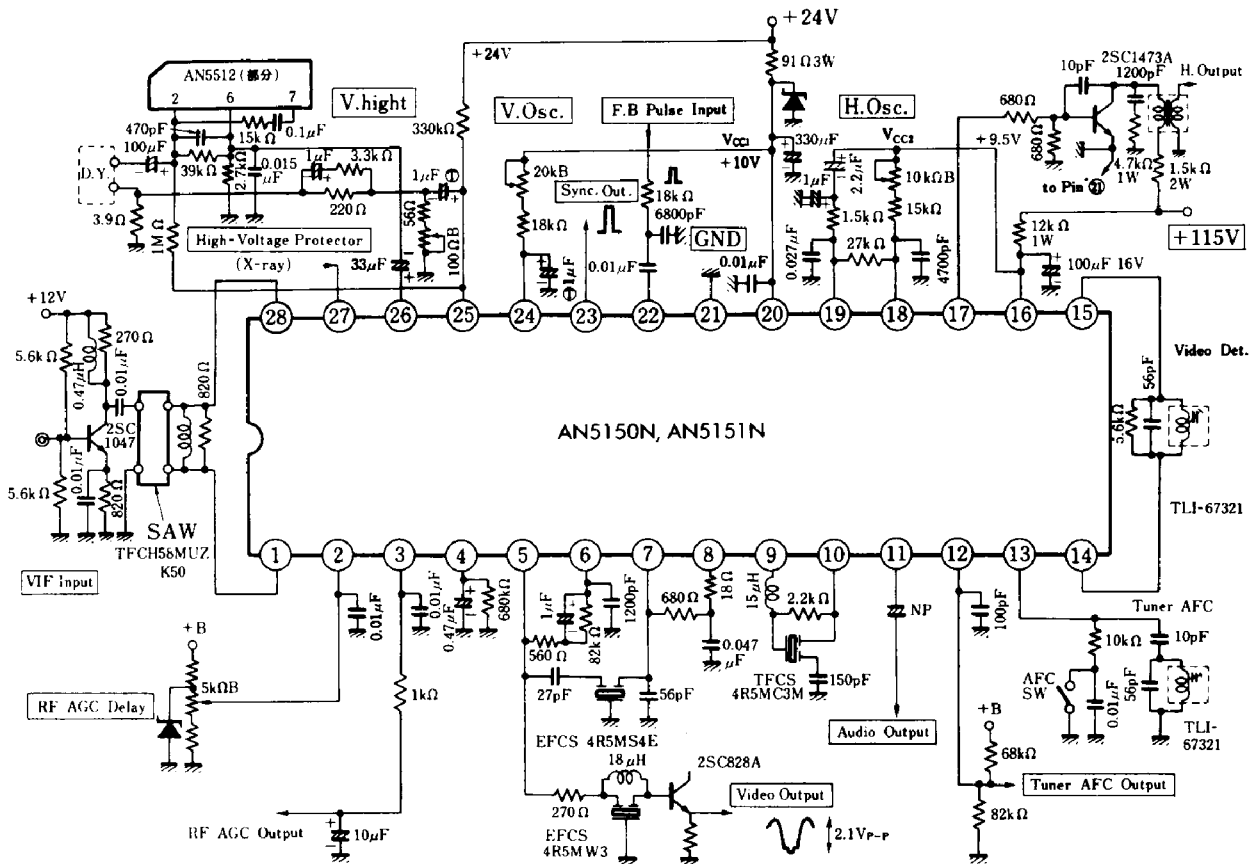 +24V
+24V
91Ω 3W
AN5512 (部分)
2 6 7
V.hight
V.Osc.
F.B Pulse Input
H.Osc.
2SC1473A
10pF
1200pF
H.Output
470pF
15kΩ
0.1μF
100μF
39kΩ
2.7kΩ
0.015 μF
1μF
3.3kΩ
220Ω
330kΩ
1μF
D.Y.
3.9Ω
1MΩ
High-Voltage Protector
(X-ray)
33μF
56Ω
100ΩB
20kB
18kΩ
1μF
Sync. Out.
18kΩ
6800pF
0.01μF
GND
0.01μF
VCC1
+10V
330μF
1μF
2.2μF
1.5kΩ
0.027μF
27kΩ
VCC2
+9.5V
10kΩB
15kΩ
4700pF
680Ω
680Ω
4.7kΩ
1W
to Pin ㉑
1.5kΩ
2W
12kΩ
1W
+115V
100μF 16V
28 27 26 25 24 23 22 21 20 19 18 17 16 15
+12V
270Ω
5.6kΩ
0.47μH
0.01μF
820Ω
2SC
1047
0.01μF
5.6kΩ
820Ω
SAW
TFCH58MUZ
K50
VIF Input
AN5150N, AN5151N
Video Det.
56pF
5.6kΩ
TLI-67321
1 2 3 4 5 6 7 8 9 10 11 12 13 14
0.01μF
0.01μF
0.47μF
680kΩ
1μF
82kΩ
560Ω
1200pF
680Ω
18Ω
0.047
μF
15μH
2.2kΩ
TFCS
4R5MC3M
150pF
NP
100pF
Tuner AFC
10kΩ
10pF
AFC
SW
0.01μF
56pF
TLI-
67321
+B
5kΩB
RF AGC Delay
1kΩ
27pF
56pF
EFCS 4R5MS4E
18μH
2SC828A
270Ω
EFCS
4R5MW3
Video Output
2.1VP-P
Audio Output
+B
68kΩ
Tuner AFC Output
82kΩ
RF AGC Output
10μF